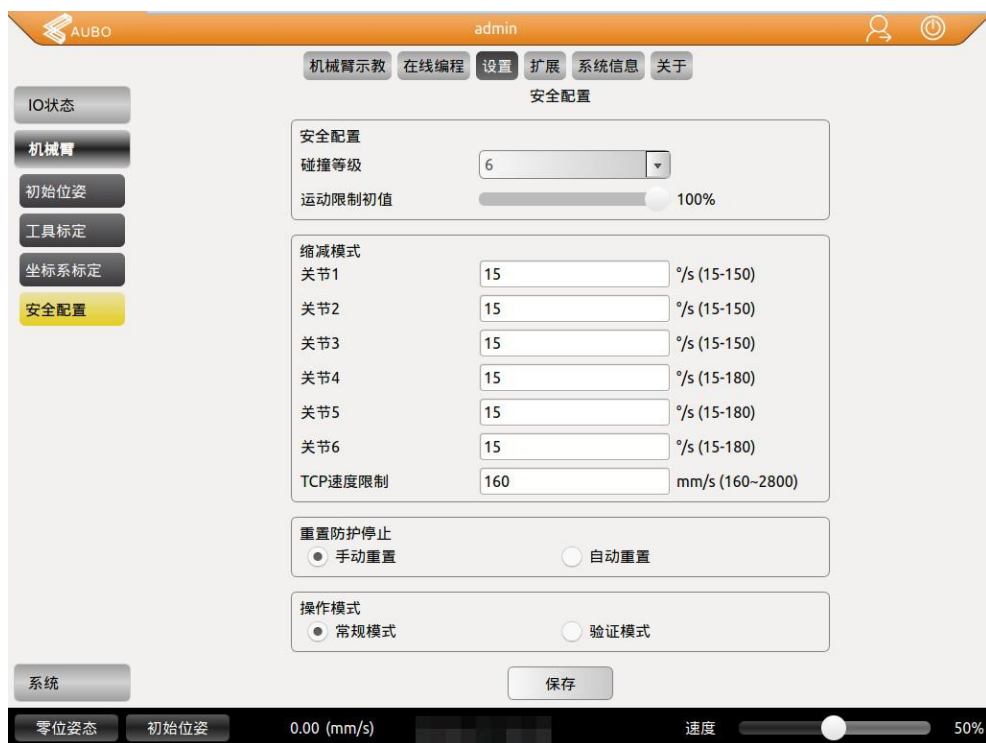 AUBO admin
机械臂示教 在线编程 设置 扩展 系统信息 关于
安全配置
IO状态
机械臂
初始位姿
工具标定
坐标系标定
安全配置
安全配置
碰撞等级 6
运动限制初值 100%
缩减模式
关节1 15 °/s (15-150)
关节2 15 °/s (15-150)
关节3 15 °/s (15-150)
关节4 15 °/s (15-180)
关节5 15 °/s (15-180)
关节6 15 °/s (15-180)
TCP速度限制 160 mm/s (160~2800)
重置防护停止
手动重置 自动重置
操作模式
常规模式 验证模式
系统 保存
零位姿态 初始位姿 0.00 (mm/s) 速度 50%